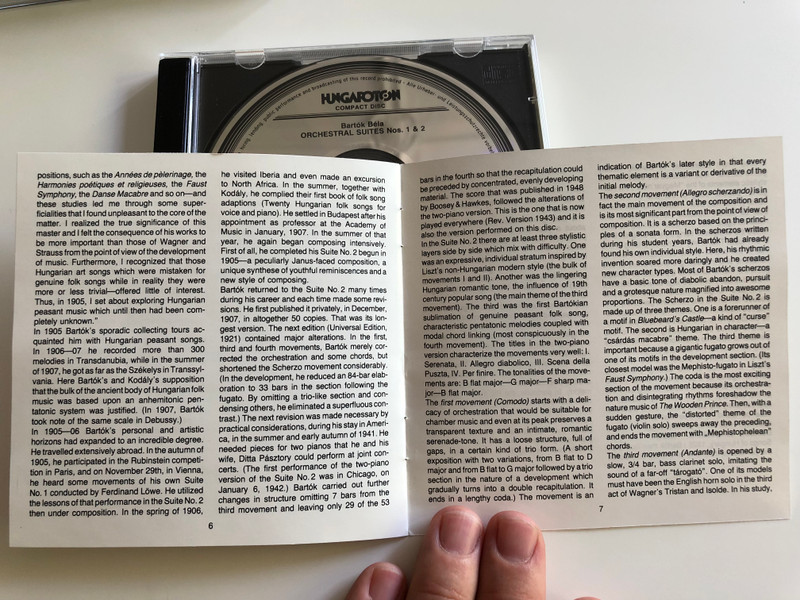 lending, public performance and broadcasting of this record prohibited - Alle Urheber- und Leistungsschutzrechte
HUNGAROTON
COMPACT DISC
Bartók Béla
ORCHESTRAL SUITES Nos. 1 & 2
positions, such as the Années de pèlerinage, the
Harmonies poétiques et religieuses, the Faust
Symphony, the Danse Macabre and so on—and
these studies led me through some super-
ficialities that I found unpleasant to the core of the
matter. I realized the true significance of this
master and I felt the consequence of his works to
be more important than those of Wagner and
Strauss from the point of view of the development
of music. Furthermore, I recognized that those
Hungarian art songs which were mistaken for
genuine folk songs while in reality they were
more or less trivial—offered little of interest.
Thus, in 1905, I set about exploring Hungarian
peasant music which until then had been com-
pletely unknown."
In 1905 Bartók's sporadic collecting tours ac-
quainted him with Hungarian peasant songs.
In 1906—07 he recorded more than 300
melodies in Transdanubia, while in the summer
of 1907, he got as far as the Székelys in Transsyl-
vania. Here Bartók's and Kodály's supposition
that the bulk of the ancient body of Hungarian folk
music was based upon an anhemitonic pen-
tatonic system was justified. (In 1907, Bartók
took note of the same scale in Debussy.)
In 1905—06 Bartók's personal and artistic
horizons had expanded to an incredible degree.
He travelled extensively abroad. In the autumn of
1905, he participated in the Rubinstein competi-
tion in Paris, and on November 29th, in Vienna,
he heard some movements of his own Suite
No. 1 conducted by Ferdinand Löwe. He utilized
the lessons of that performance in the Suite No. 2
then under composition. In the spring of 1906,
he visited Iberia and even made an excursion
to North Africa. In the summer, together with
Kodály, he complied their first book of folk song
adaptions (Twenty Hungarian folk songs for
voice and piano). He settled in Budapest after his
appointment as professor at the Academy of
Music in January, 1907. In the summer of that
year, he again began composing intensively.
First of all, he completed his Suite No. 2 begun in
1905—a peculiarly Janus-faced composition, a
unique synthese of youthful reminiscences and a
new style of composing.
Bartók returned to the Suite No. 2 many times
during his career and each time made some revi-
sions. He first published it privately, in December,
1907, in altogether 50 copies. That was its lon-
gest version. The next edition (Universal Edition,
1921) contained major alterations. In the first,
third and fourth movements, Bartók merely cor-
rected the orchestration and some chords, but
shortened the Scherzo movement considerably.
(In the development, he reduced an 84-bar elab-
oration to 33 bars in the section following the
fugato. By omitting a trio-like section and con-
densing others, he eliminated a superfluous con-
trast.) The next revision was made necessary by
practical considerations, during his stay in Ameri-
ca, in the summer and early autumn of 1941. He
needed pieces for two pianos that he and his
wife, Ditta Pásztory could perform at joint con-
certs. (The first performance of the two-piano
version of the Suite No. 2 was in Chicago, on
January 6, 1942.) Bartók carried out further
changes in structure omitting 7 bars from the
third movement and leaving only 29 of the 53
6
bars in the fourth so that the recapitulation could
be preceded by concentrated, evenly developing
material. The score that was published in 1948
by Boosey & Hawkes, followed the alterations of
the two-piano version. This is the one that is now
played everywhere (Rev. Version 1943) and it is
also the version performed on this disc.
In the Suite No. 2 there are at least three stylistic
layers side by side which mix with difficulty. One
was an expressive, individual stratum inspired by
Liszt's non-Hungarian modern style (the bulk of
movements I and II). Another was the lingering
Hungarian romantic tone, the influence of 19th
century popular song (the main theme of the third
movement). The third was the first Bartókian
sublimation of genuine peasant folk song,
characteristic pentatonic melodies coupled with
modal chord linking (most conspicuously in the
fourth movement). The titles in the two-piano
version characterize the movements very well; I.
Serenata, II. Allegro diabolico, III. Scena della
Puszta, IV. Per finire. The tonalities of the move-
ments are: B flat major—G major—F sharp ma-
jor—B flat major.
The first movement (Comodo) starts with a deli-
cacy of orchestration that would be suitable for
chamber music and even at its peak preserves a
transparent texture and an intimate, romantic
serenade-tone. It has a loose structure, full of
gaps, in a certain kind of trio form. (A short
exposition with two variations, from B flat to D
major and from B flat to G major followed by a trio
section in the nature of a development which
gradually turns into a double recapitulation. It
ends in a lengthy coda.) The movement is an
indication of Bartók's later style in that every
thematic element is a variant or derivative of the
initial melody.
The second movement (Allegro scherzando) is in
fact the main movement of the composition and
is its most significant part from the point of view of
composition. It is a scherzo based on the princi-
ples of a sonata form. In the scherzos written
during his student years, Bartók had already
found his own individual style. Here, his rhythmic
invention soared more daringly and he created
new character types. Most of Bartók's scherzos
have a basic tone of diabolic abandon, pursuit
and a grotesque nature magnified into awesome
proportions. The Scherzo in the Suite No. 2 is
made up of three themes. One is a forerunner of
a motif in Bluebeard's Castle—a kind of "curse"
motif. The second is Hungarian in character—a
"csárdás macabre" theme. The third theme is
important because a gigantic fugato grows out of
one of its motifs in the development section. (Its
closest model was the Mephisto-fugato in Liszt's
Faust Symphony.) The coda is the most exciting
section of the movement because its orchestra-
tion and disintegrating rhythms foreshadow the
nature music of The Wooden Prince. Then, with a
sudden gesture, the "distorted" theme of the
fugato (violin solo) sweeps away the preceding,
and ends the movement with „Mephistophelean"
chords.
The third movement (Andante) is opened by a
slow, 3/4 bar, bass clarinet solo, imitating the
sound of a far-off "tárogató". One of its models
must have been the English horn solo in the third
act of Wagner's Tristan and Isolde. In his study,
7